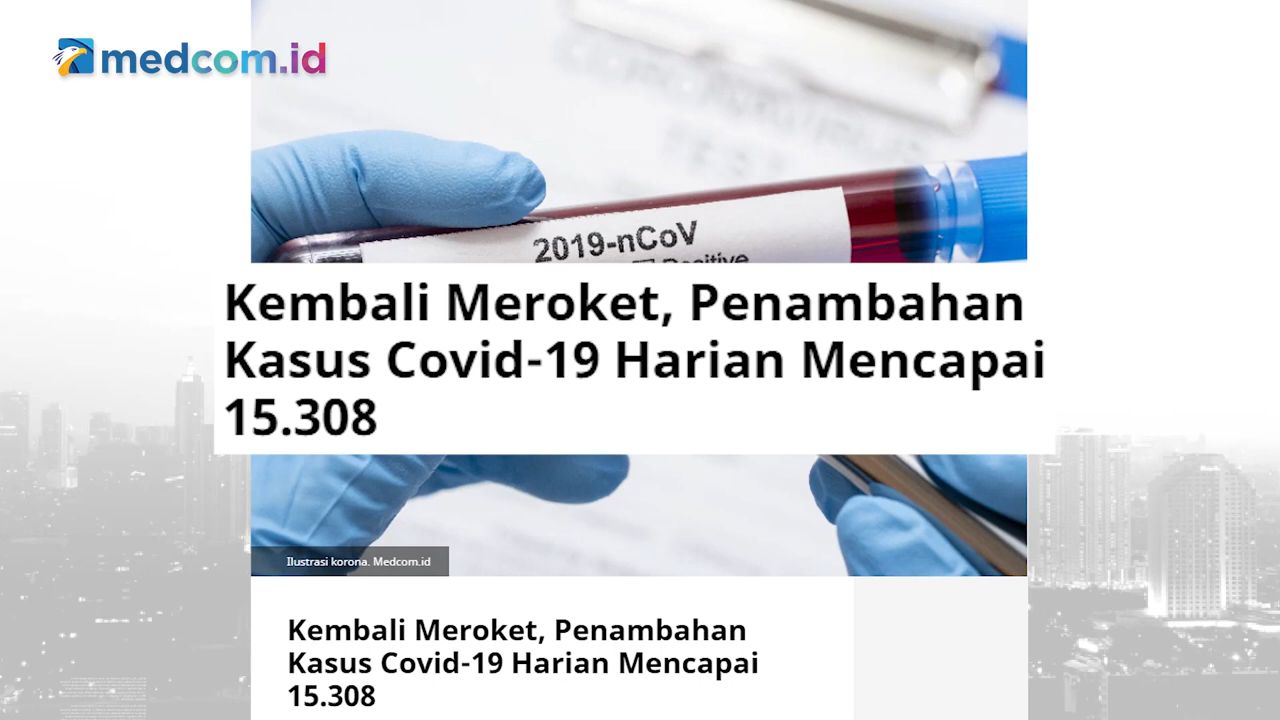 medcom.id
2019-nCoV
Positive
Kembali Meroket, Penambahan
Kasus Covid-19 Harian Mencapai
15.308
Ilustrasi korona. Medcom.id
Kembali Meroket, Penambahan
Kasus Covid-19 Harian Mencapai
15.308